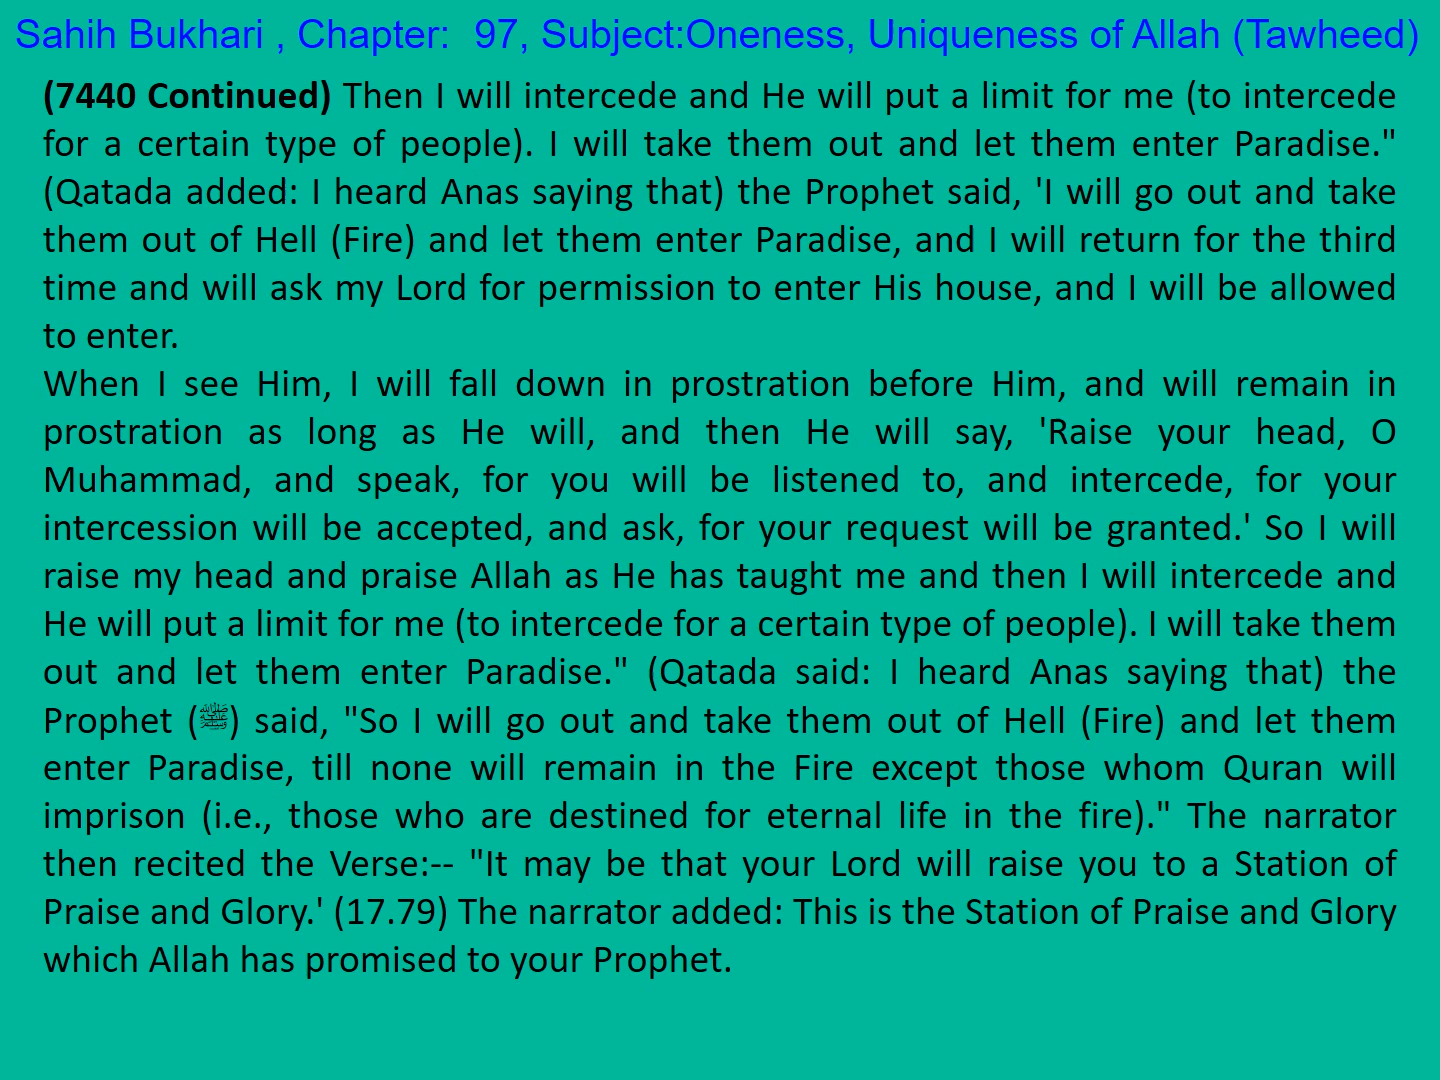 Sahih Bukhari , Chapter:  97, Subject:Oneness, Uniqueness of Allah (Tawheed)
(7440 Continued) Then I will intercede and He will put a limit for me (to intercede
for a certain type of people). I will take them out and let them enter Paradise."
(Qatada added: I heard Anas saying that) the Prophet said, 'I will go out and take
them out of Hell (Fire) and let them enter Paradise, and I will return for the third
time and will ask my Lord for permission to enter His house, and I will be allowed
to enter.
When I see Him, I will fall down in prostration before Him, and will remain in
prostration as long as He will, and then He will say, 'Raise your head, O
Muhammad, and speak, for you will be listened to, and intercede, for your
intercession will be accepted, and ask, for your request will be granted.' So I will
raise my head and praise Allah as He has taught me and then I will intercede and
He will put a limit for me (to intercede for a certain type of people). I will take them
out and let them enter Paradise." (Qatada said: I heard Anas saying that) the
Prophet (ﷺ) said, "So I will go out and take them out of Hell (Fire) and let them
enter Paradise, till none will remain in the Fire except those whom Quran will
imprison (i.e., those who are destined for eternal life in the fire)." The narrator
then recited the Verse:-- "It may be that your Lord will raise you to a Station of
Praise and Glory.' (17.79) The narrator added: This is the Station of Praise and Glory
which Allah has promised to your Prophet.